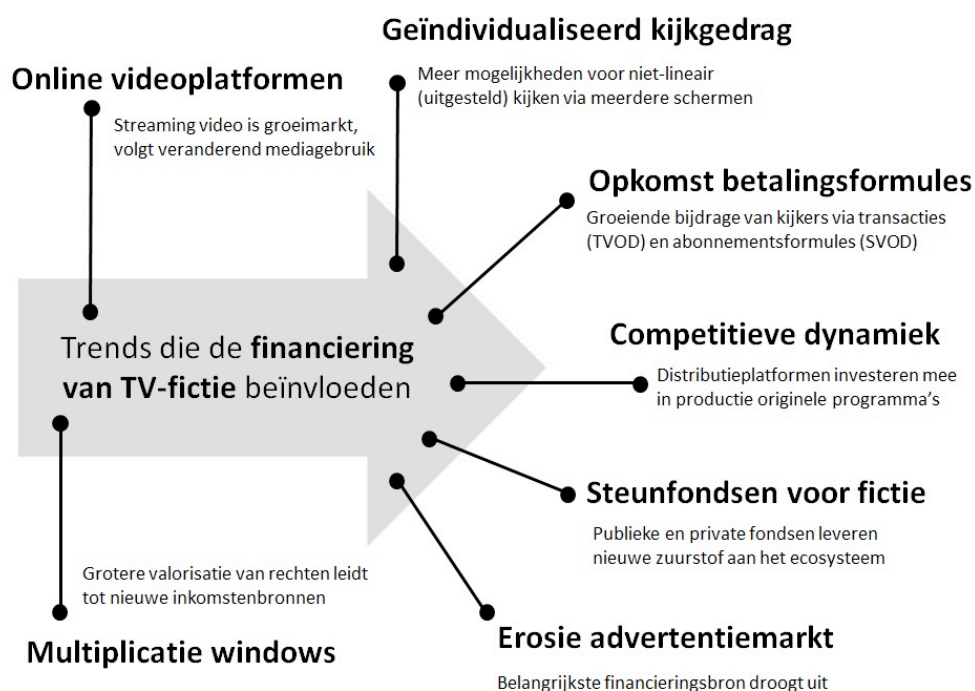 Geïndividualiseerd kijkgedrag
Meer mogelijkheden voor niet-lineair
(uitgesteld) kijken via meerdere schermen
Online videoplatformen
Streaming video is groeimarkt,
volgt veranderend mediagebruik
Opkomst betalingsformules
Groeiende bijdrage van kijkers via transacties
(TVOD) en abonnementsformules (SVOD)
Trends die de financiering
van TV-fictie beïnvloeden
Competitieve dynamiek
Distributieplatformen investeren mee
in productie originele programma's
Steunfondsen voor fictie
Publieke en private fondsen leveren
nieuwe zuurstof aan het ecosysteem
Grotere valorisatie van rechten leidt
tot nieuwe inkomstenbronnen
Multiplicatie windows
Erosie advertentiemarkt
Belangrijkste financieringsbron droogt uit